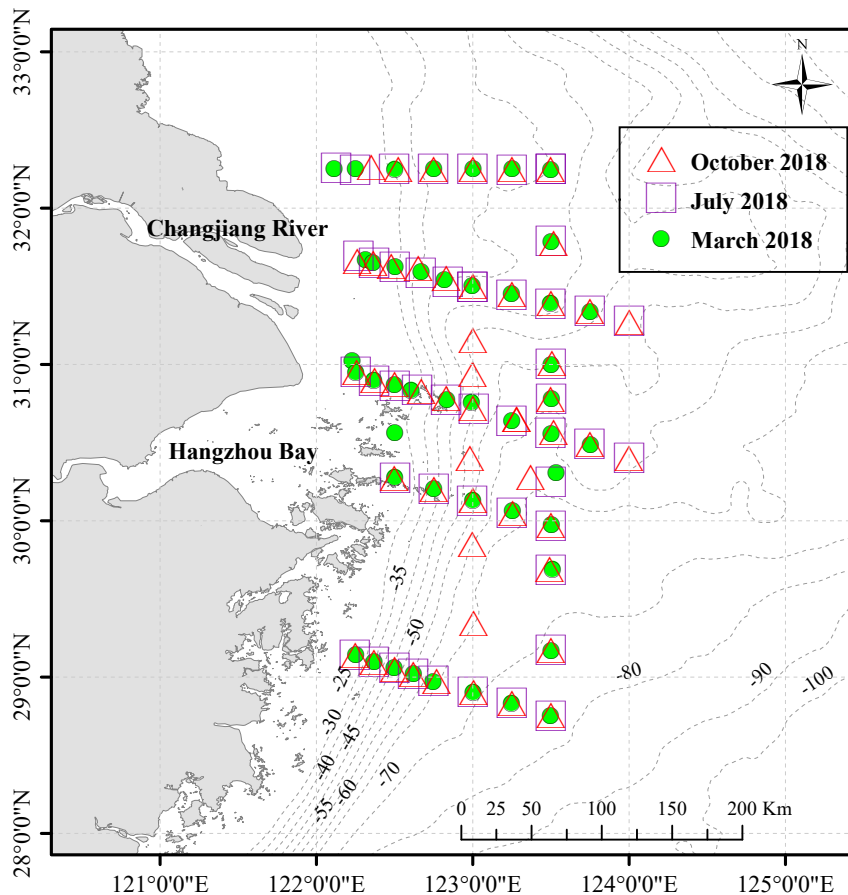 33°0'0"N
32°0'0"N
31°0'0"N
30°0'0"N
29°0'0"N
28°0'0"N
N
October 2018
July 2018
March 2018
Changjiang River
Hangzhou Bay
-35
-50
-25
-30
-45
-40
-55
-60
-70
-80
-90
-100
0 25 50 100 150 200 Km
121°0'0"E
122°0'0"E
123°0'0"E
124°0'0"E
125°0'0"E